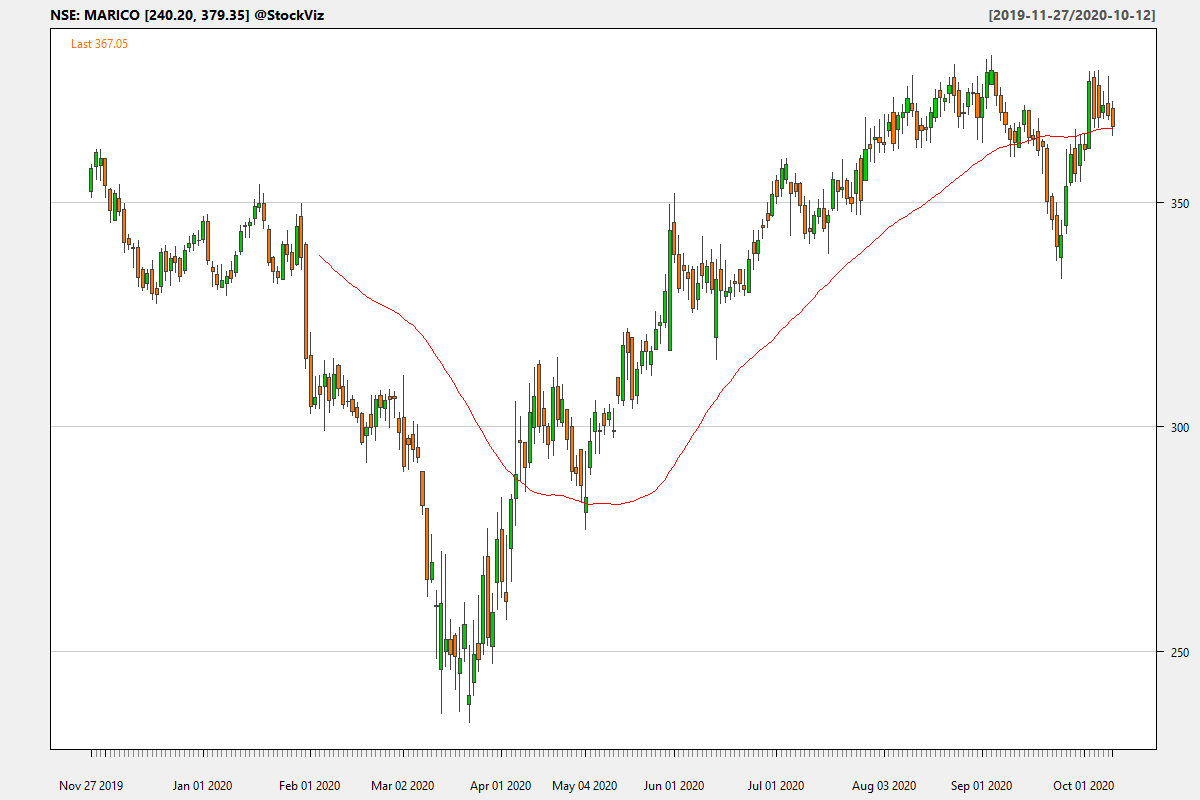 NSE: MARICO [240.20, 379.35] @StockViz [2019-11-27/2020-10-12]
Last 367.05
350
300
250
Nov 27 2019 Jan 01 2020 Feb 01 2020 Mar 02 2020 Apr 01 2020 May 04 2020 Jun 01 2020 Jul 01 2020 Aug 03 2020 Sep 01 2020 Oct 01 2020